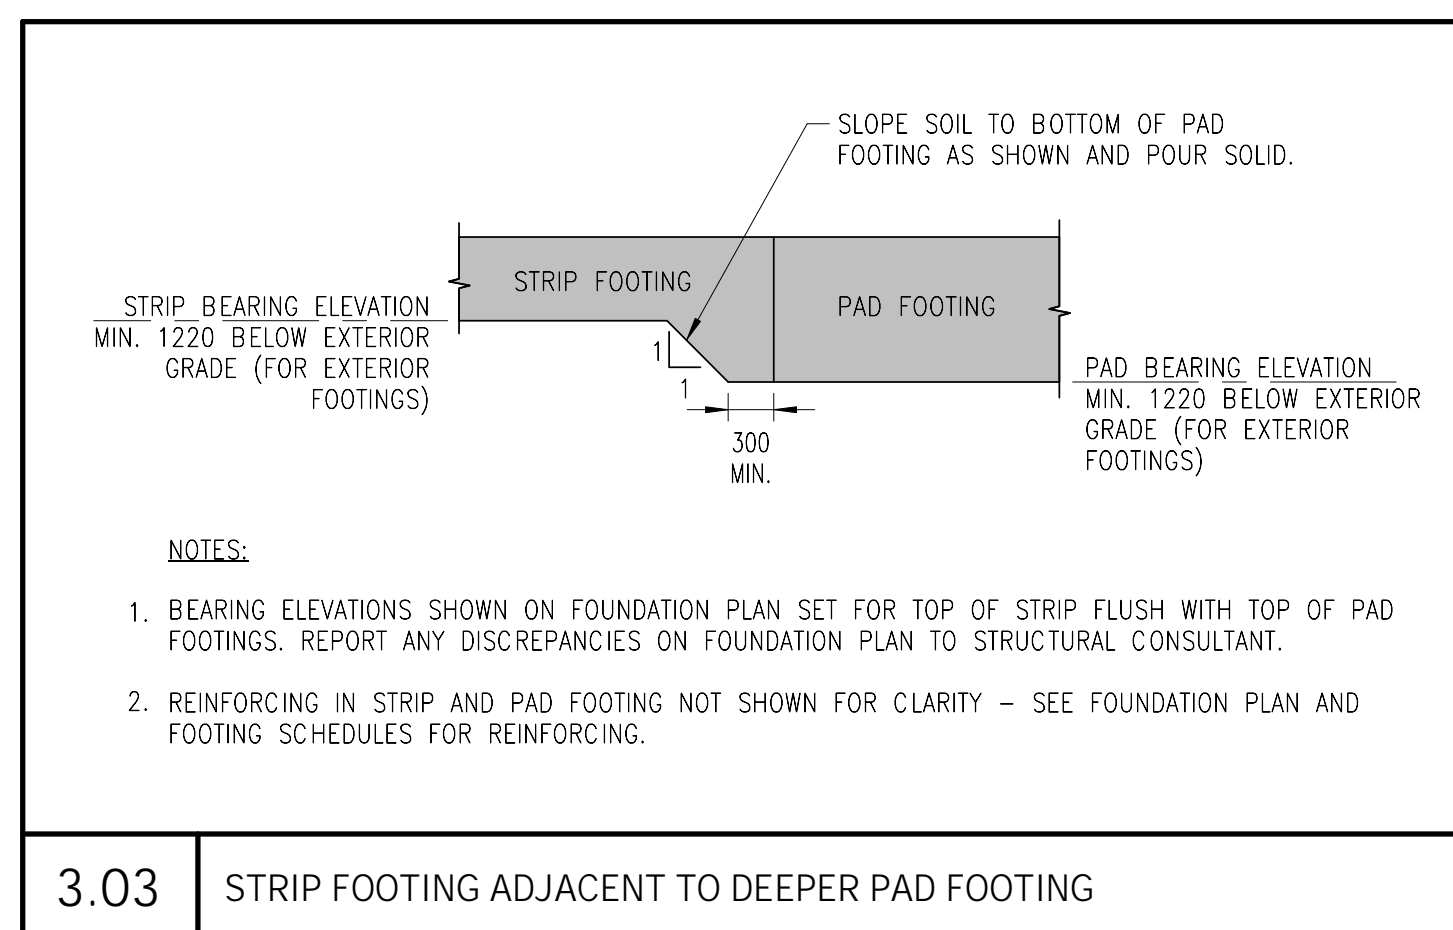 SLOPE SOIL TO BOTTOM OF PAD
FOOTING AS SHOWN AND POUR SOLID.
STRIP FOOTING
PAD FOOTING
STRIP BEARING ELEVATION
MIN. 1220 BELOW EXTERIOR
GRADE (FOR EXTERIOR
FOOTINGS)
1
1
300
MIN.
PAD BEARING ELEVATION
MIN. 1220 BELOW EXTERIOR
GRADE (FOR EXTERIOR
FOOTINGS)
NOTES:
1. BEARING ELEVATIONS SHOWN ON FOUNDATION PLAN SET FOR TOP OF STRIP FLUSH WITH TOP OF PAD
FOOTINGS. REPORT ANY DISCREPANCIES ON FOUNDATION PLAN TO STRUCTURAL CONSULTANT.
2. REINFORCING IN STRIP AND PAD FOOTING NOT SHOWN FOR CLARITY – SEE FOUNDATION PLAN AND
FOOTING SCHEDULES FOR REINFORCING.
3.03 STRIP FOOTING ADJACENT TO DEEPER PAD FOOTING